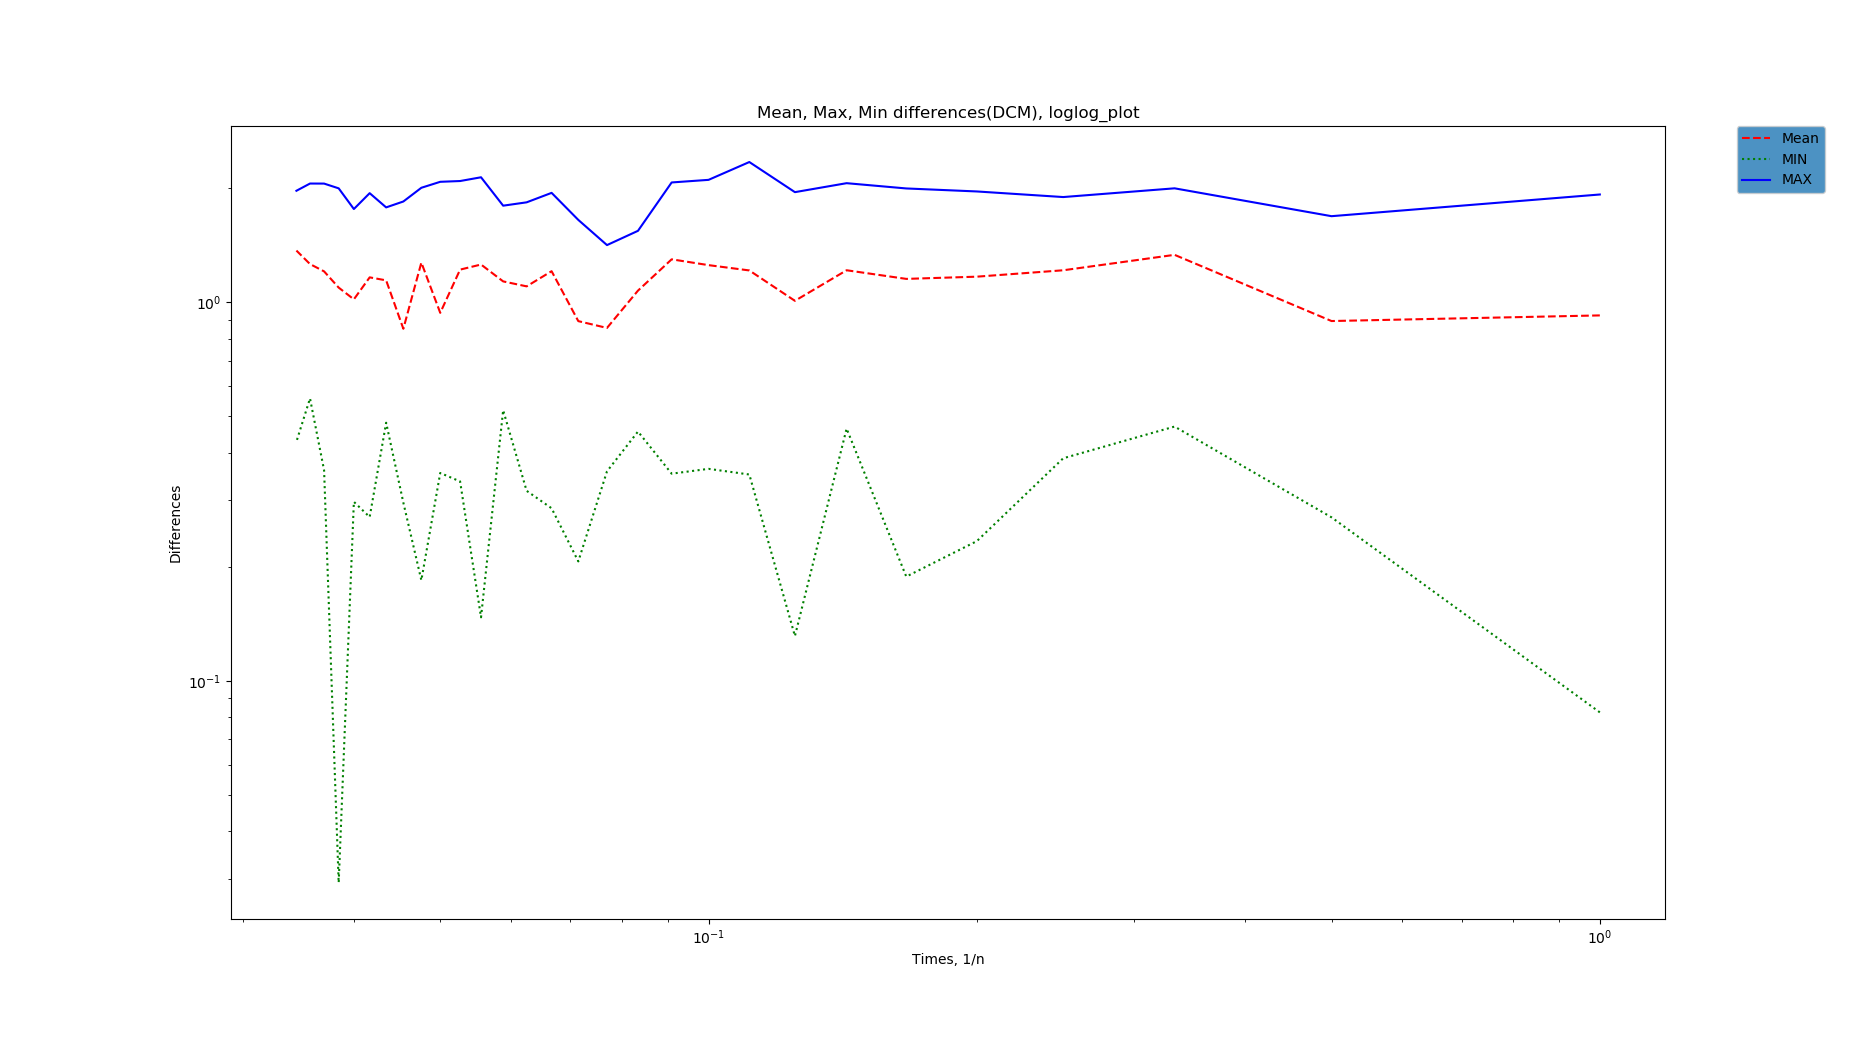 Mean, Max, Min differences(DCM), loglog_plot
Mean
MIN
MAX
10⁰
10⁻¹
Differences
10⁻¹
10⁰
Times, 1/n